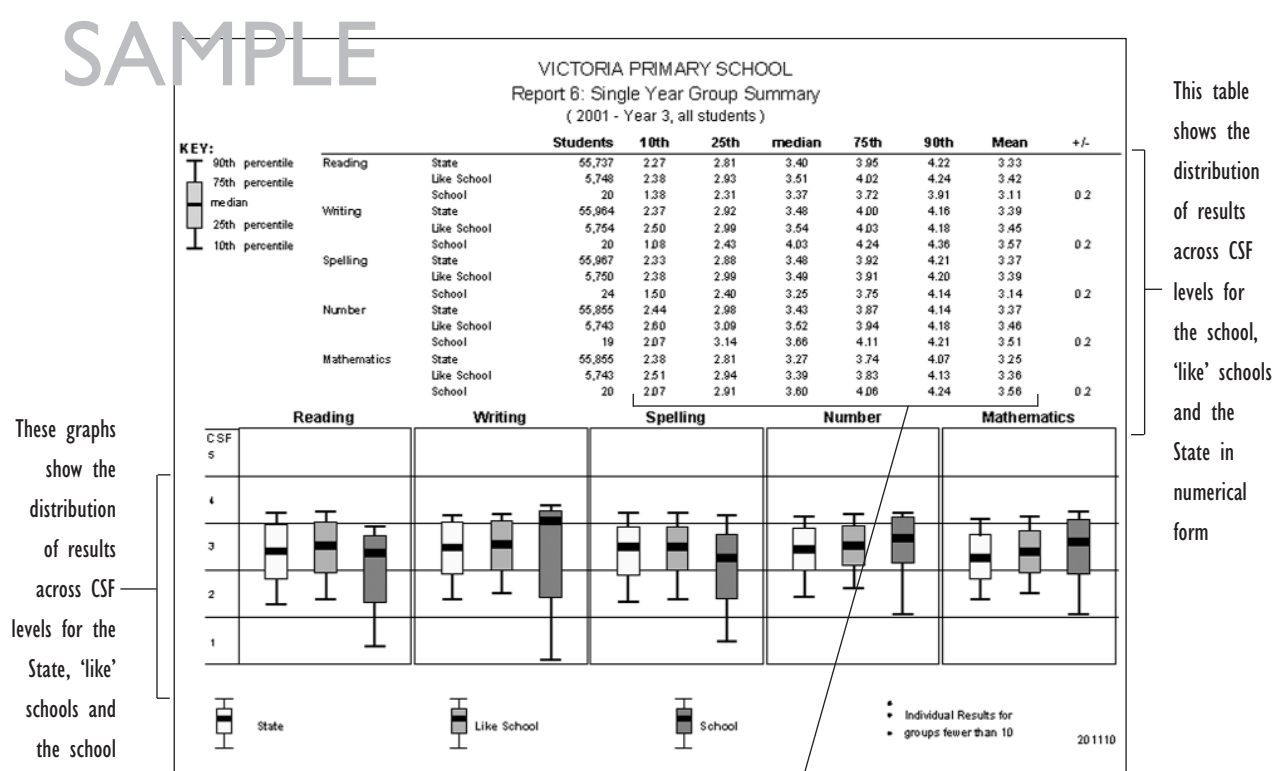 SAMPLE
VICTORIA PRIMARY SCHOOL
Report 6: Single Year Group Summary
( 2001 - Year 3, all students )
KEY:
90th percentile
75th percentile
median
25th percentile
10th percentile
Students 10th 25th median 75th 90th Mean +/-
Reading State 55,737 2.27 2.81 3.40 3.95 4.22 3.33
Like School 5,748 2.38 2.93 3.51 4.02 4.24 3.42
School 20 1.38 2.31 3.37 3.72 3.91 3.11 0.2
Writing State 55,964 2.37 2.92 3.48 4.00 4.16 3.39
Like School 5,754 2.50 2.99 3.54 4.03 4.18 3.45
School 20 1.08 2.43 4.03 4.24 4.36 3.57 0.2
Spelling State 55,967 2.33 2.88 3.48 3.92 4.21 3.37
Like School 5,750 2.38 2.99 3.49 3.91 4.20 3.39
School 24 1.50 2.40 3.25 3.75 4.14 3.14 0.2
Number State 55,855 2.44 2.98 3.43 3.87 4.14 3.37
Like School 5,743 2.60 3.09 3.52 3.94 4.18 3.46
School 19 2.07 3.14 3.66 4.11 4.21 3.51 0.2
Mathematics State 55,855 2.38 2.81 3.27 3.74 4.07 3.25
Like School 5,743 2.51 2.94 3.39 3.83 4.13 3.36
School 20 2.07 2.91 3.60 4.06 4.24 3.56 0.2
This table
shows the
distribution
of results
across CSF
levels for
the school,
‘like’ schools
and the
State in
numerical
form
Reading Writing Spelling Number Mathematics
CSF
5
4
3
2
1
These graphs
show the
distribution
of results
across CSF
levels for the
State, ‘like’
schools and
the school
State Like School School
Individual Results for
groups fewer than 10
201110